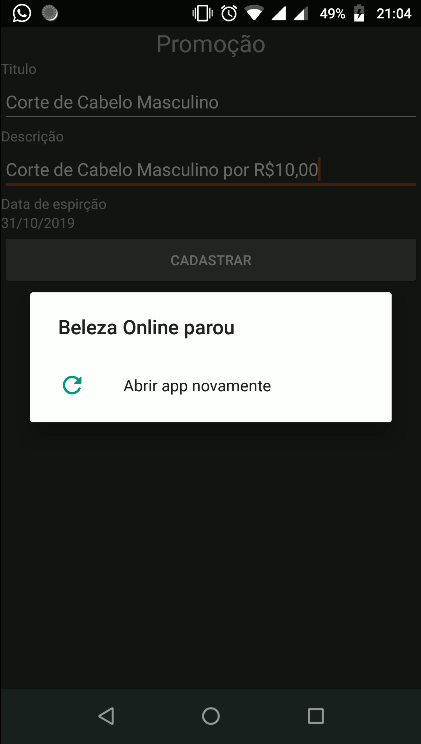 49% 21:04
Promoção
Titulo
Corte de Cabelo Masculino
Descrição
Corte de Cabelo Masculino por R$10,00
Data de espirção
31/10/2019
CADASTRAR
Beleza Online parou
Abrir app novamente